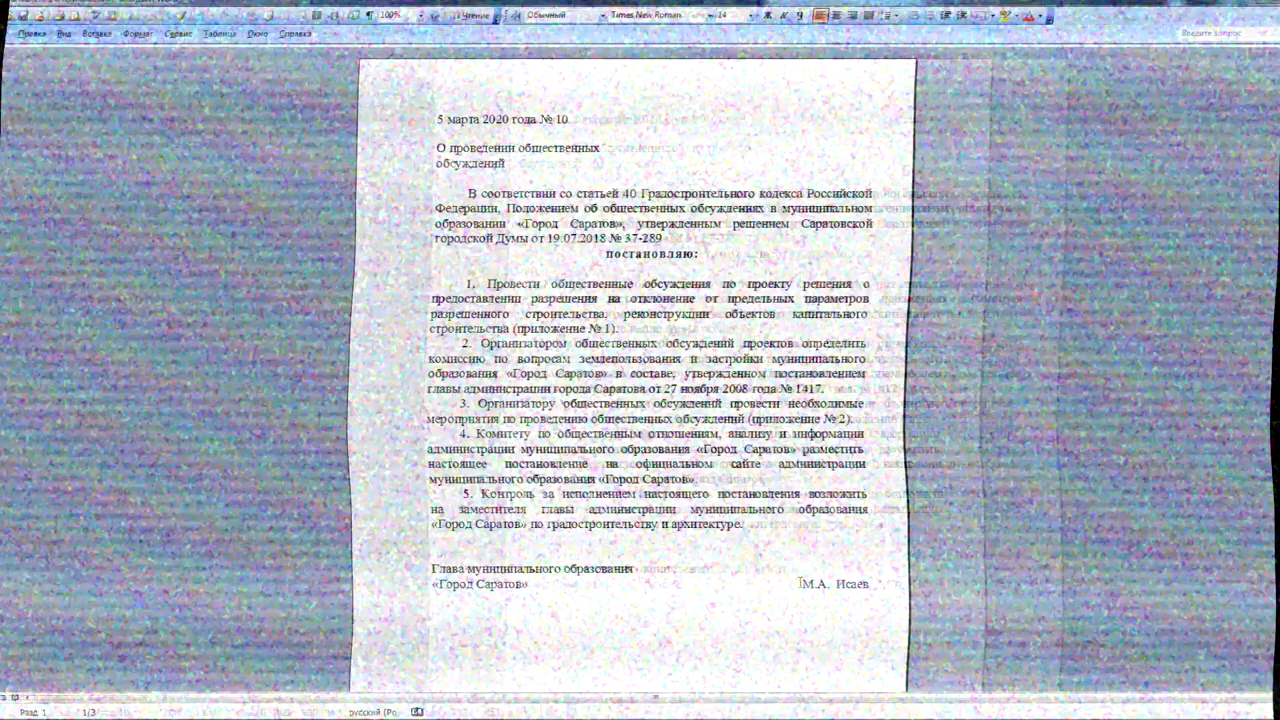 100%
Чтение
Обычный
Times New Roman
14
Ж К Ч
Правка Вид Вставка Формат Сервис Таблица Окно Справка
Введите вопрос
5 марта 2020 года № 10
О проведении общественных
обсуждений
В соответствии со статьей 40 Градостроительного кодекса Российской
Федерации, Положением об общественных обсуждениях в муниципальном
образовании «Город Саратов», утвержденным решением Саратовской
городской Думы от 19.07.2018 № 37-289
постановляю:
1. Провести общественные обсуждения по проекту решения о
предоставлении разрешения на отклонение от предельных параметров
разрешенного строительства, реконструкции объектов капитального
строительства (приложение № 1).
2. Организатором общественных обсуждений проектов определить
комиссию по вопросам землепользования и застройки муниципального
образования «Город Саратов» в составе, утвержденном постановлением
главы администрации города Саратова от 27 ноября 2008 года № 1417.
3. Организатору общественных обсуждений провести необходимые
мероприятия по проведению общественных обсуждений (приложение № 2).
4. Комитету по общественным отношениям, анализу и информации
администрации муниципального образования «Город Саратов» разместить
настоящее постановление на официальном сайте администрации
муниципального образования «Город Саратов».
5. Контроль за исполнением настоящего постановления возложить
на заместителя главы администрации муниципального образования
«Город Саратов» по градостроительству и архитектуре.
Глава муниципального образования
«Город Саратов» М.А. Исаев
Разд 1 1/3 русский (Ро